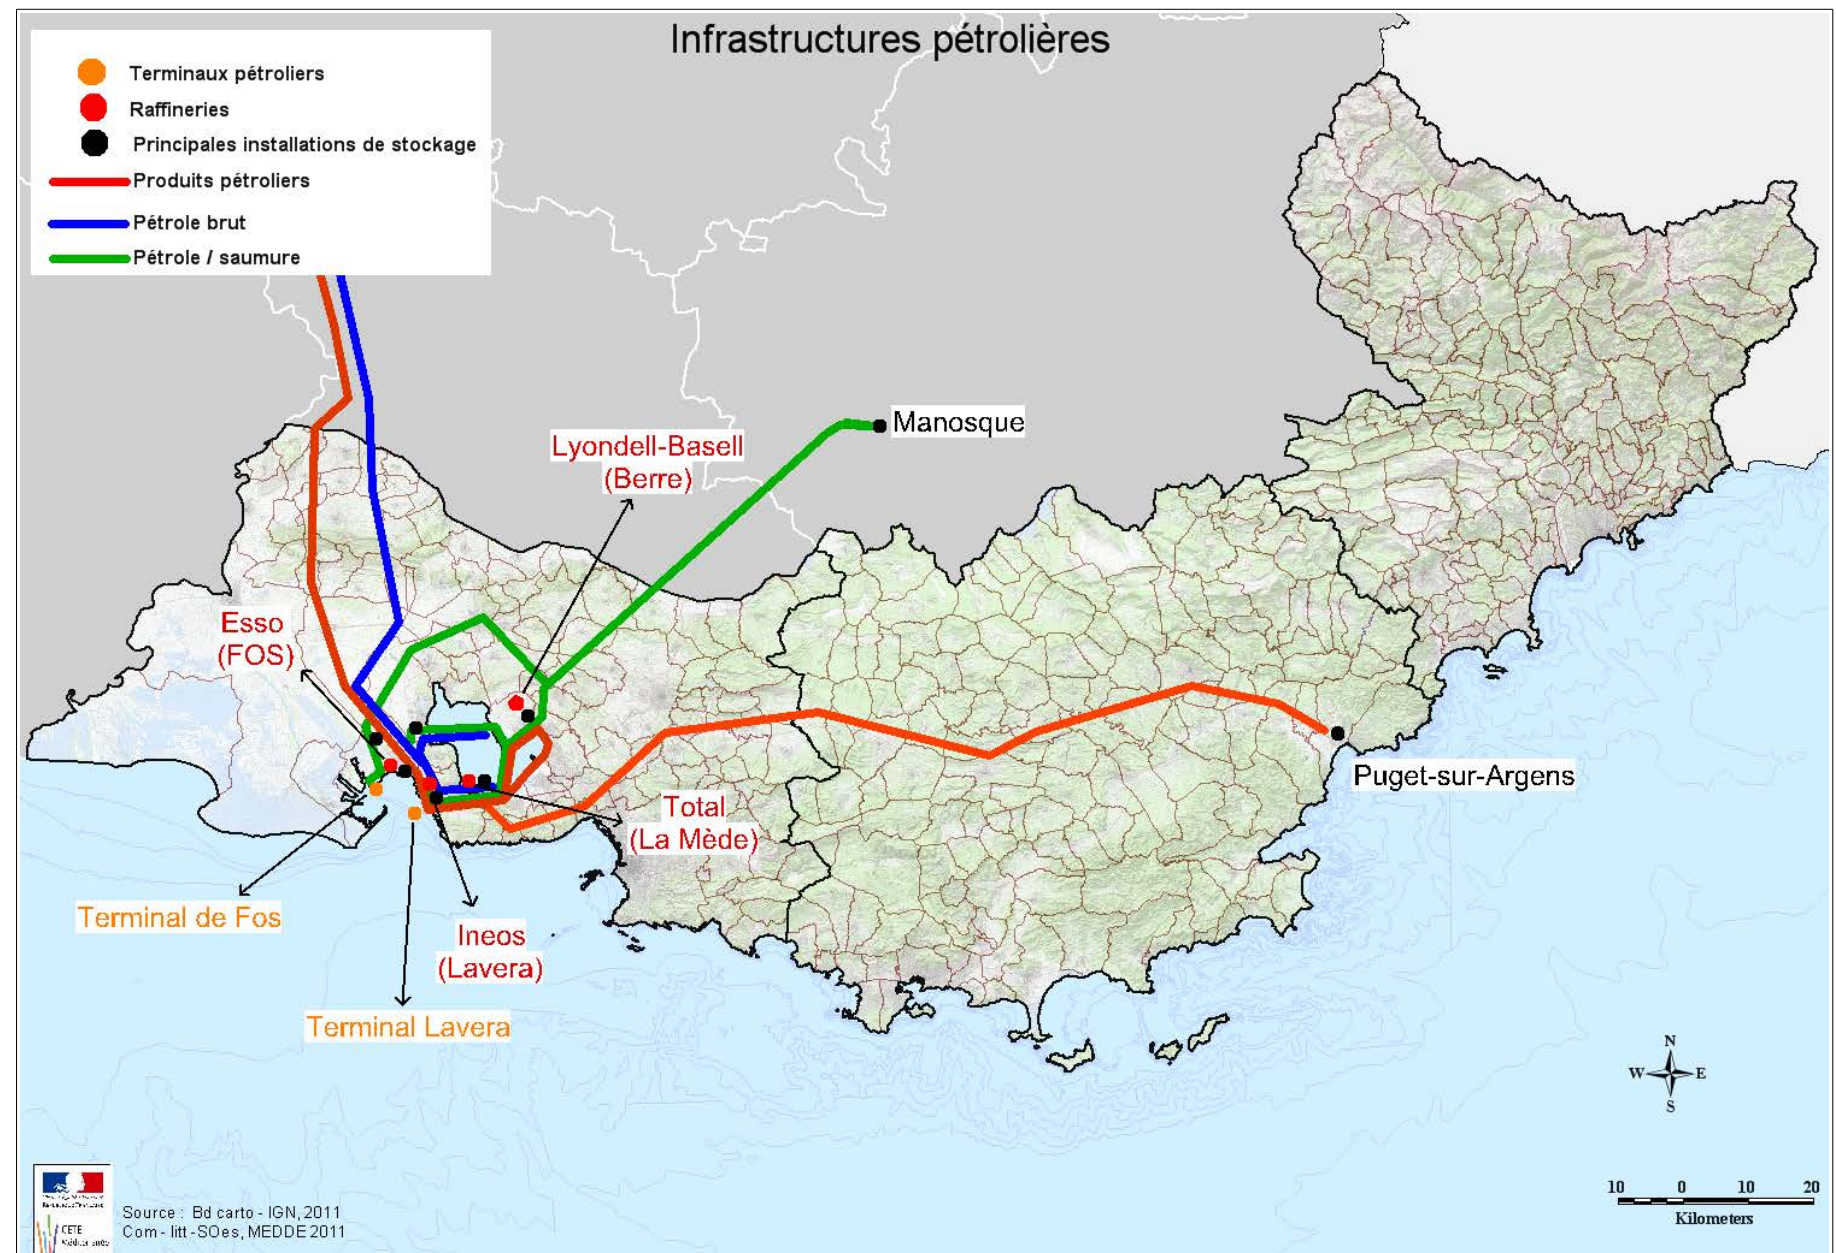 Infrastructures pétrolières
Terminaux pétroliers
Raffineries
Principales installations de stockage
Produits pétroliers
Pétrole brut
Pétrole / saumure
Manosque
Lyondell-Basell
(Berre)
Esso
(FOS)
Puget-sur-Argens
Total
(La Mède)
Terminal de Fos
Ineos
(Lavera)
Terminal Lavera
N
W E
S
10 0 10 20
Kilometers
Source : Bd carto - IGN, 2011
Com - litt - SOes, MEDDE 2011
CETE
Méditerranée